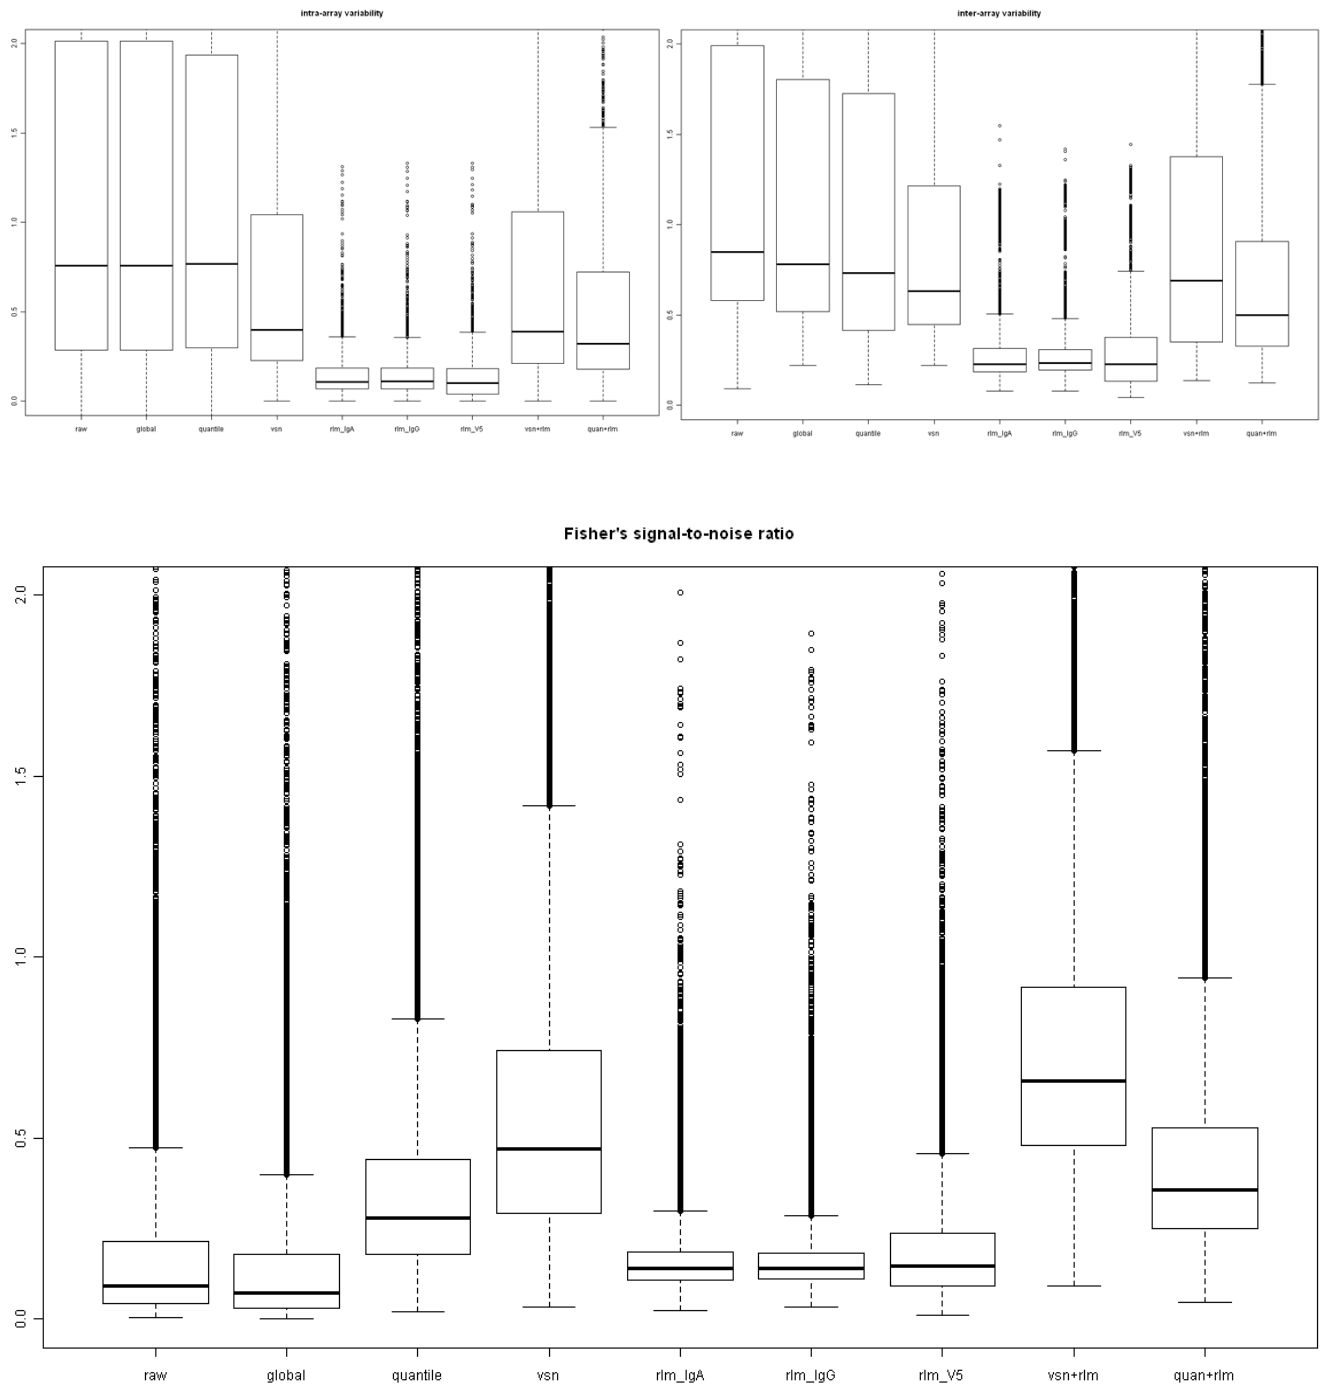 intra-array variability
2.0
1.5
1.0
0.5
0.0
raw global quantile vsn rlm_IgA rlm_IgG rlm_V5 vsn+rlm quan+rlm
inter-array variability
2.0
1.5
1.0
0.5
0.0
raw global quantile vsn rlm_IgA rlm_IgG rlm_V5 vsn+rlm quan+rlm
Fisher's signal-to-noise ratio
2.0
1.5
1.0
0.5
0.0
raw global quantile vsn rlm_IgA rlm_IgG rlm_V5 vsn+rlm quan+rlm